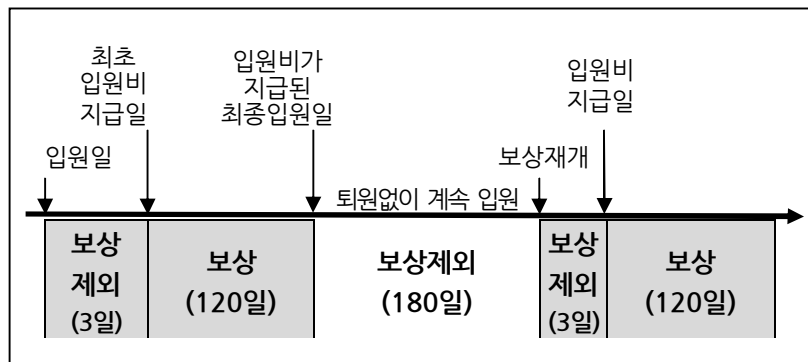 최초
입원비
지급일
입원비가
지급된
최종입원일
입원비
지급일
입원일
보상재개
퇴원없이 계속 입원
보상
제외
(3일)
보상
(120일)
보상제외
(180일)
보상
제외
(3일)
보상
(120일)